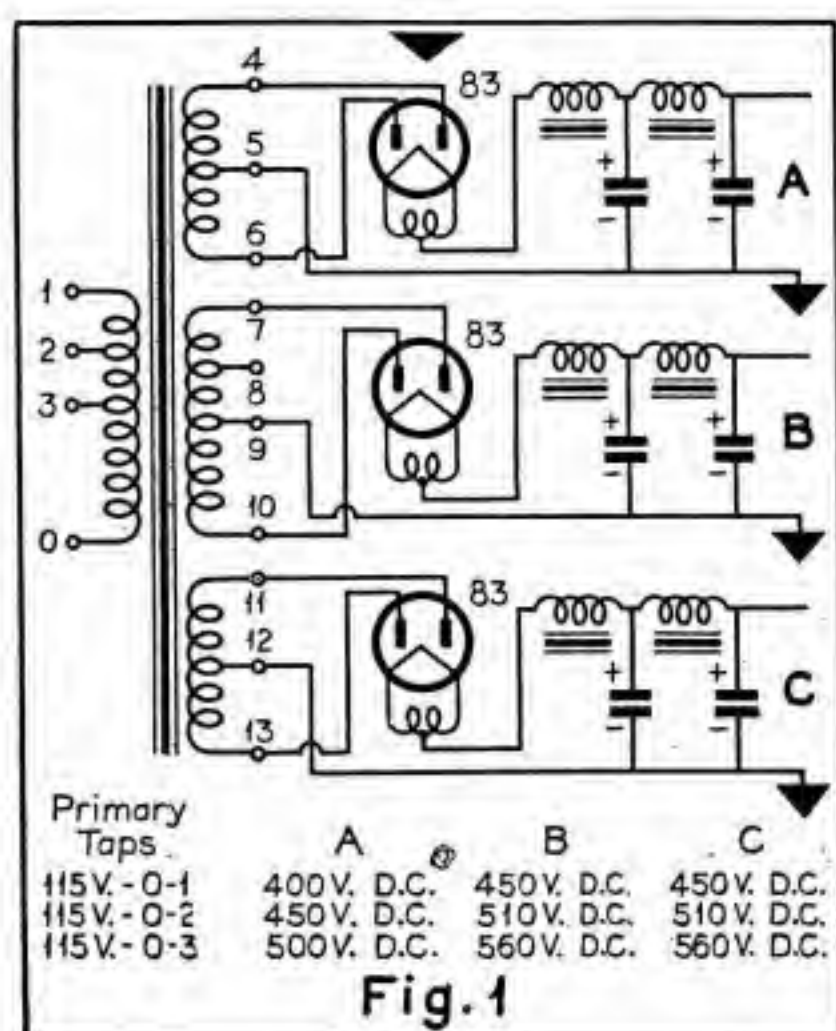 4
83
5
A
6
1
7
83
2
8
3
B
9
10
0
11
83
12
C
13
Primary
Taps A @ B C
115V.-0-1 400V. D.C. 450V. D.C. 450V. D.C.
115V.-0-2 450V. D.C. 510V. D.C. 510V. D.C.
115V.-0-3 500V. D.C. 560V. D.C. 560V. D.C.
Fig.1